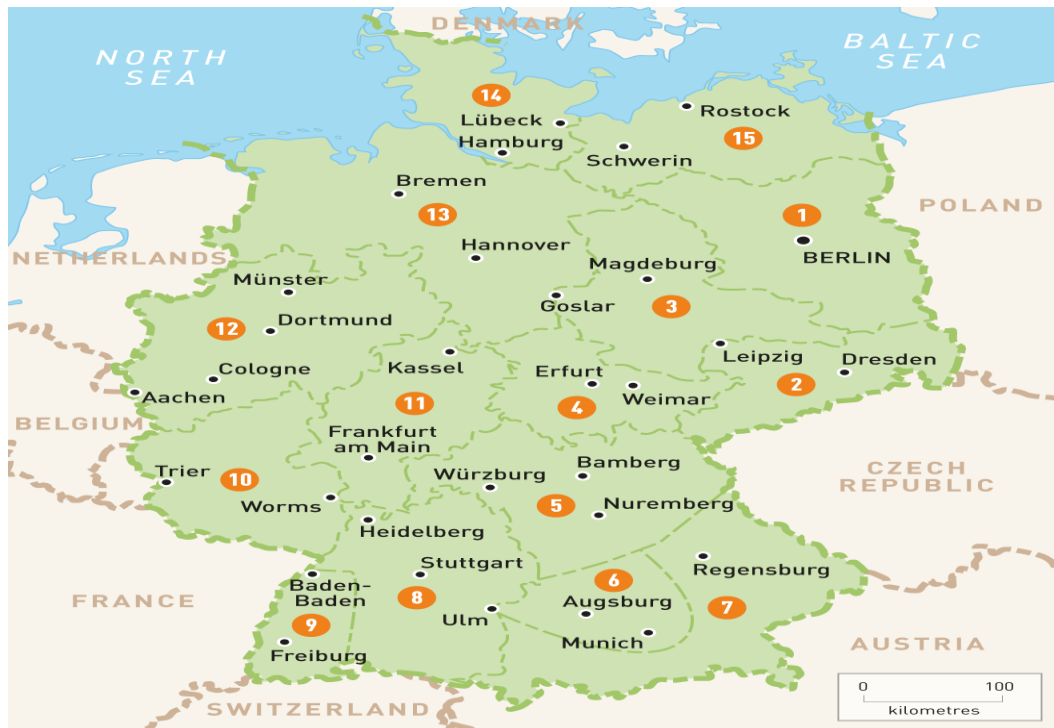 DENMARK
NORTH
SEA
BALTIC
SEA
14
Lübeck
Hamburg
Rostock
15
Schwerin
Bremen
13
1
POLAND
BERLIN
Hannover
NETHERLANDS
Magdeburg
Münster
Goslar
3
12
Dortmund
Leipzig
Dresden
Kassel
Cologne
Erfurt
2
Aachen
Weimar
11
4
BELGIUM
Frankfurt
am Main
Bamberg
CZECH
REPUBLIC
Trier
10
Würzburg
Worms
5
Nuremberg
Heidelberg
Stuttgart
Regensburg
Baden-
Baden
6
FRANCE
8
Augsburg
7
9
Ulm
Munich
Freiburg
AUSTRIA
SWITZERLAND
0 100
kilometres